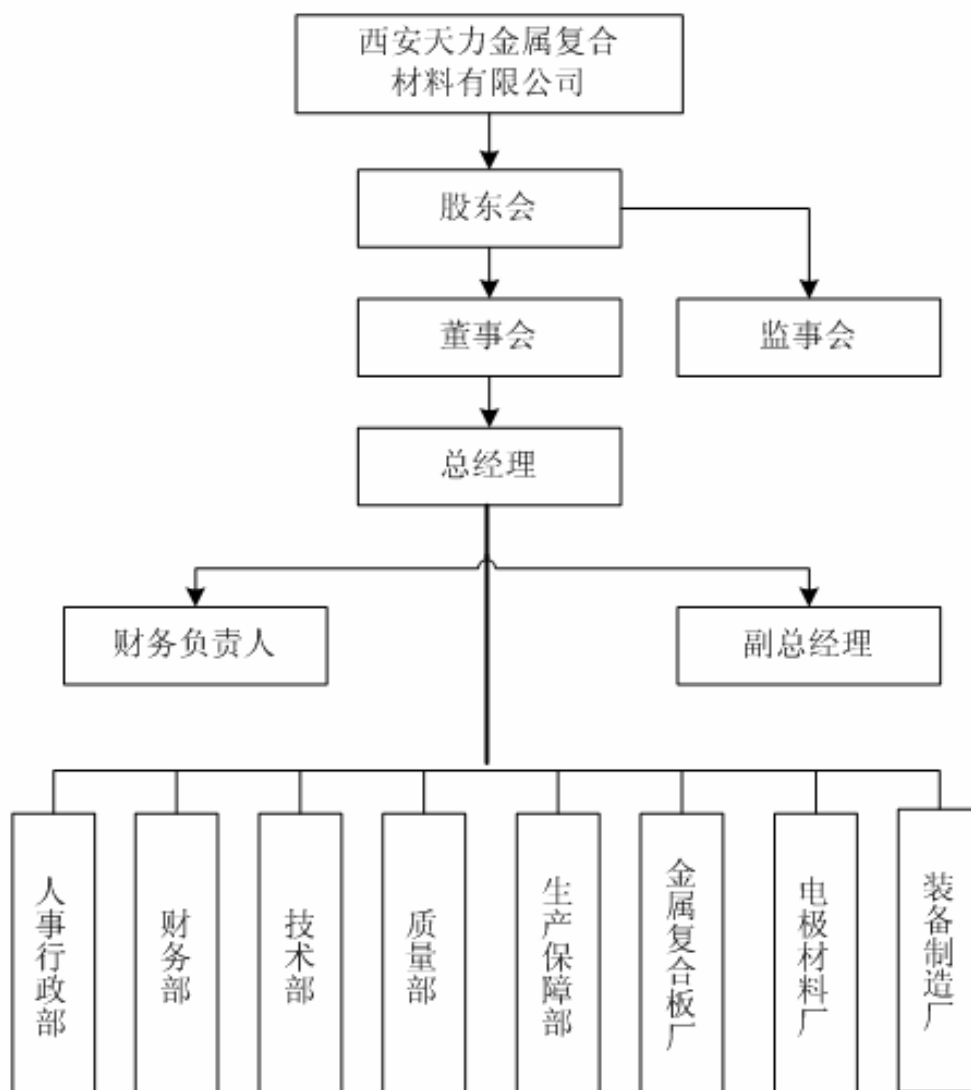 西安天力金属复合
材料有限公司
股东会
董事会
监事会
总经理
财务负责人
副总经理
人事行政部
财务部
技术部
质量部
生产保障部
金属复合板厂
电极材料厂
装备制造厂